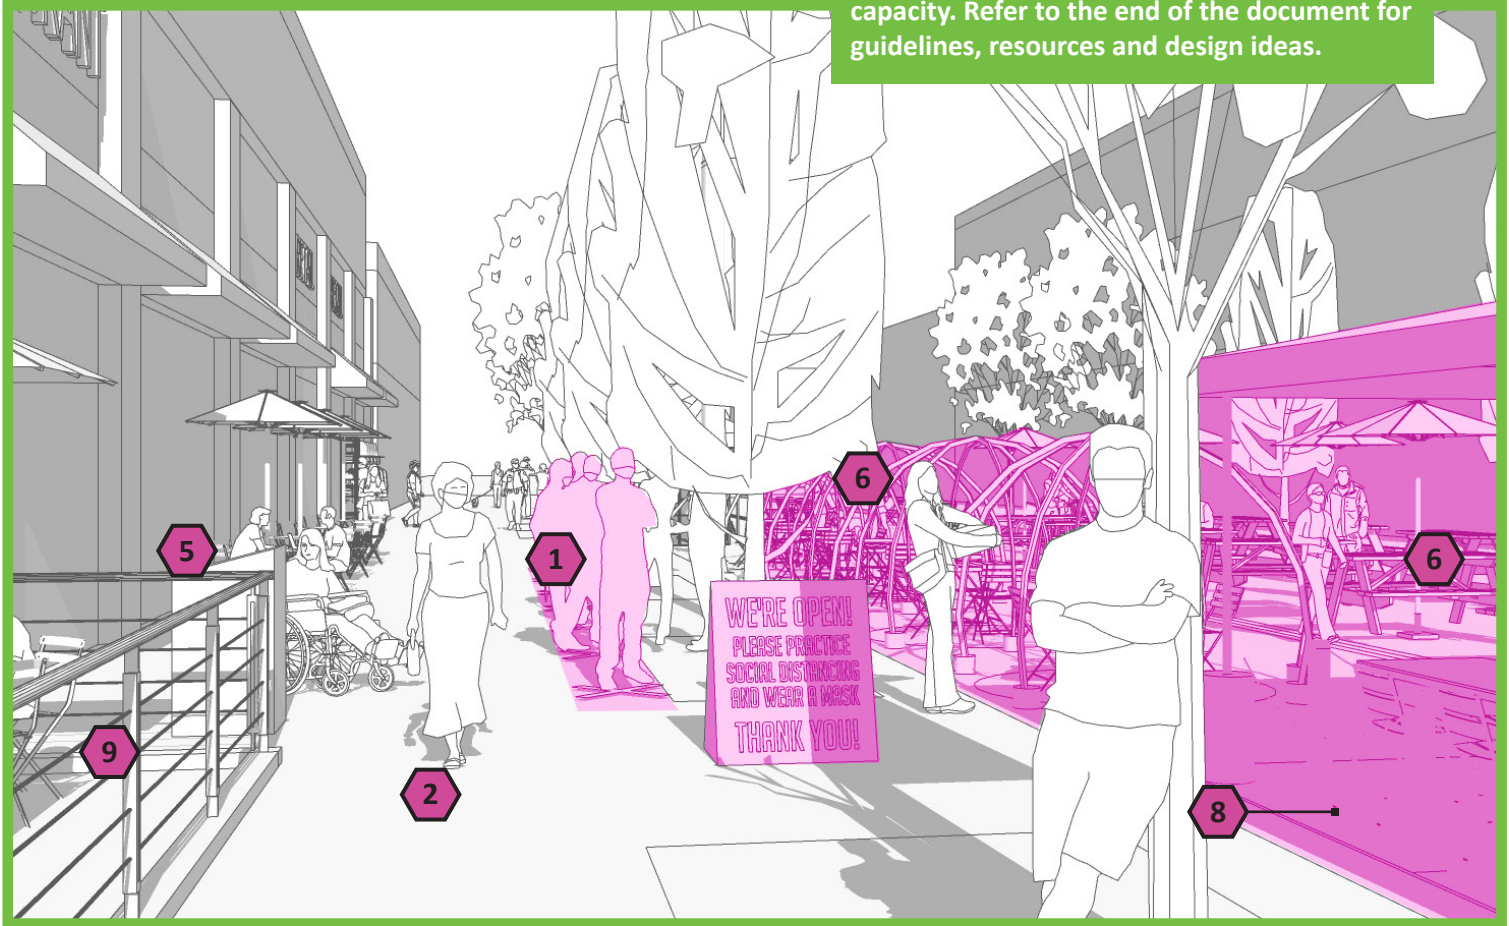 capacity. Refer to the end of the document for
guidelines, resources and design ideas.
6
5
1
6
WE'RE OPEN!
PLEASE PRACTICE
SOCIAL DISTANCING
AND WEAR A MASK
THANK YOU!
9
2
8